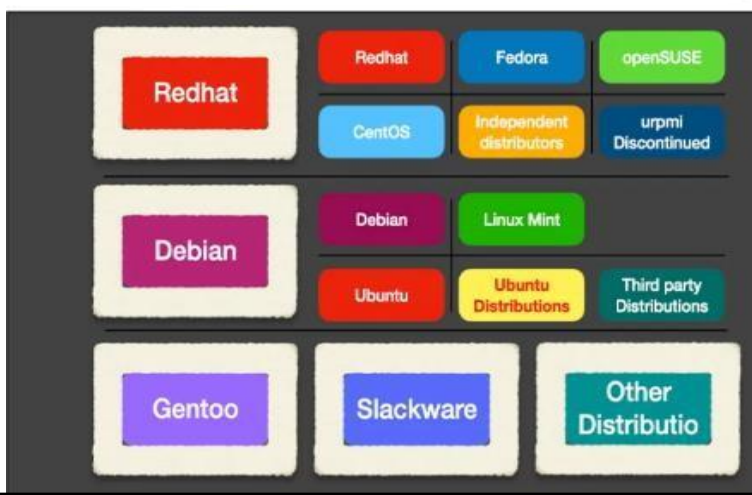 Redhat
Redhat
Fedora
openSUSE
CentOS
Independent
distributors
urpmi
Discontinued
Debian
Debian
Linux Mint
Ubuntu
Ubuntu
Distributions
Third party
Distributions
Gentoo
Slackware
Other
Distributio